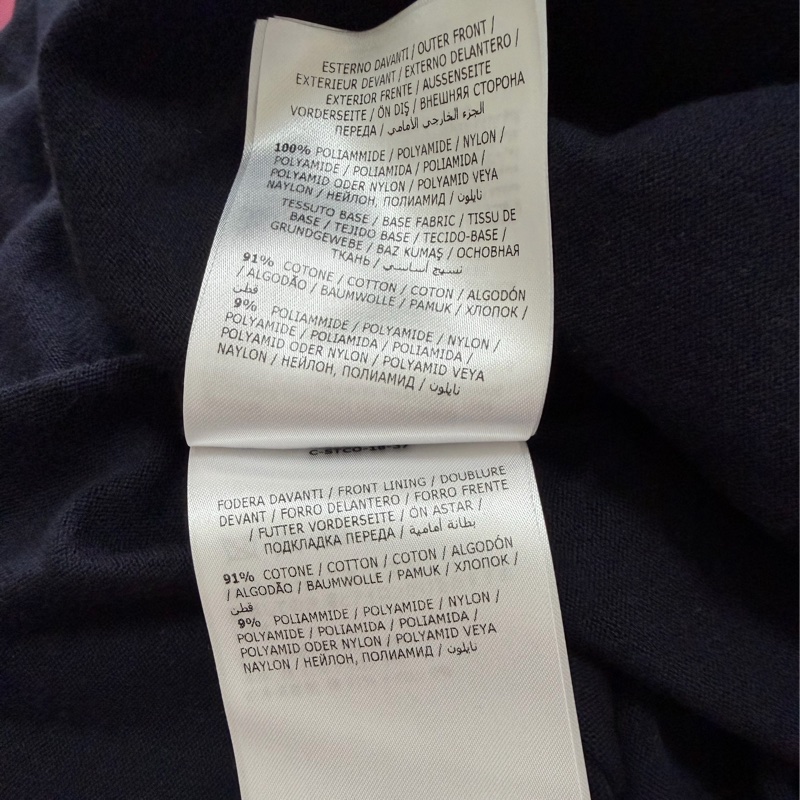 ESTERNO DAVANTI / OUTER FRONT /
EXTERIEUR DEVANT / EXTERNO DELANTERO /
EXTERIOR FRENTE / AUSSENSEITE
VORDERSEITE / ÖN DIŞ / ВНЕШНЯЯ СТОРОНА
ПЕРЕДА / الجزء الخارجي الأمامي
100% POLIAMMIDE / POLYAMIDE / NYLON /
POLYAMIDE / POLIAMIDA / POLIAMIDA /
POLYAMID ODER NYLON / POLYAMID VEYA
NAYLON / НЕЙЛОН, ПОЛИАМИД / نايلون
TESSUTO BASE / BASE FABRIC / TISSU DE
BASE / TEJIDO BASE / TECIDO-BASE /
GRUNDGEWEBE / BAZ KUMAŞ / ОСНОВНАЯ
ТКАНЬ / نسيج أساسي
91% COTONE / COTTON / COTON / ALGODÓN
/ ALGODÃO / BAUMWOLLE / PAMUK / ХЛОПОК /
قطن
9% POLIAMMIDE / POLYAMIDE / NYLON /
POLYAMIDE / POLIAMIDA / POLIAMIDA /
POLYAMID ODER NYLON / POLYAMID VEYA
NAYLON / НЕЙЛОН, ПОЛИАМИД / نايلون
FODERA DAVANTI / FRONT LINING / DOUBLURE
DEVANT / FORRO DELANTERO / FORRO FRENTE
/ FUTTER VORDERSEITE / ÖN ASTAR /
ПОДКЛАДКА ПЕРЕДА / بطانة أمامية
91% COTONE / COTTON / COTON / ALGODÓN
/ ALGODÃO / BAUMWOLLE / PAMUK / ХЛОПОК /
قطن
9% POLIAMMIDE / POLYAMIDE / NYLON /
POLYAMIDE / POLIAMIDA / POLIAMIDA /
POLYAMID ODER NYLON / POLYAMID VEYA
NAYLON / НЕЙЛОН, ПОЛИАМИД / نايلون